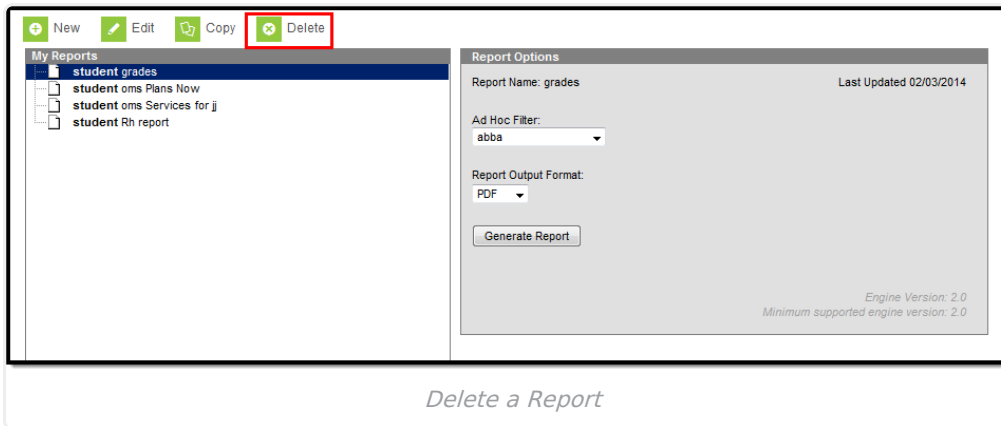 New Edit Copy Delete
My Reports
student grades
student oms Plans Now
student oms Services for jj
student Rh report
Report Options
Report Name: grades Last Updated 02/03/2014
Ad Hoc Filter:
abba
Report Output Format:
PDF
Generate Report
Engine Version: 2.0
Minimum supported engine version: 2.0
Delete a Report